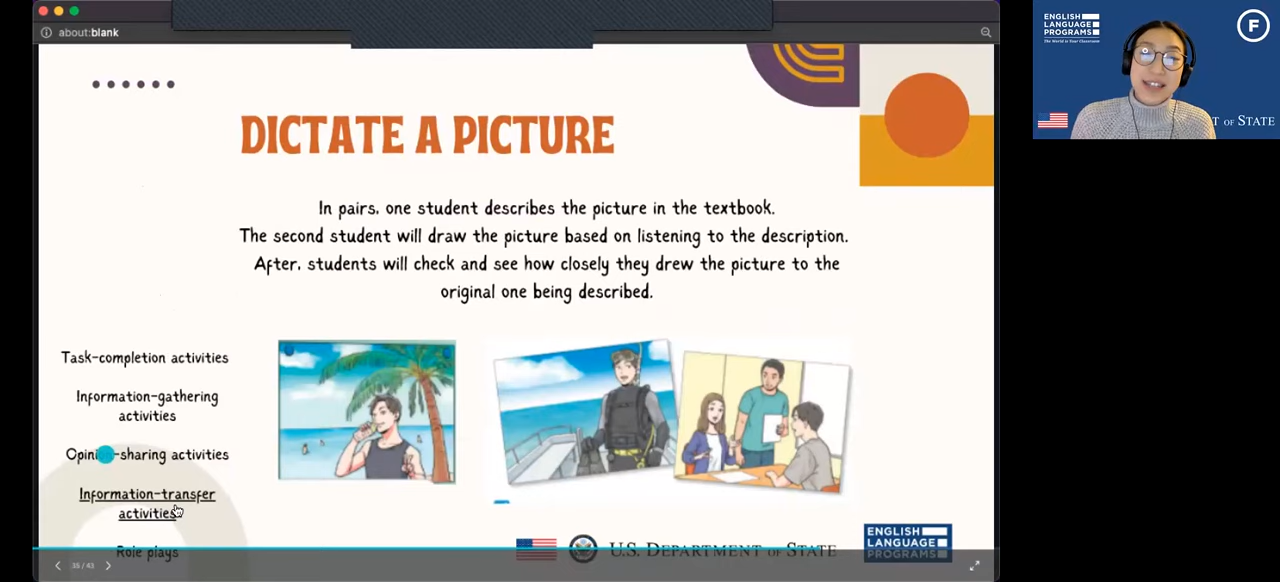 about:blank
DICTATE A PICTURE
In pairs, one student describes the picture in the textbook.
The second student will draw the picture based on listening to the description.
After, students will check and see how closely they drew the picture to the
original one being described.
Task-completion activities
Information-gathering
activities
Opinion-sharing activities
Information-transfer
activities
Role plays
35 / 43
U.S. DEPARTMENT OF STATE
ENGLISH
LANGUAGE
PROGRAMS
ENGLISH
LANGUAGE
PROGRAMS
The World is Your Classroom
F
T OF STATE